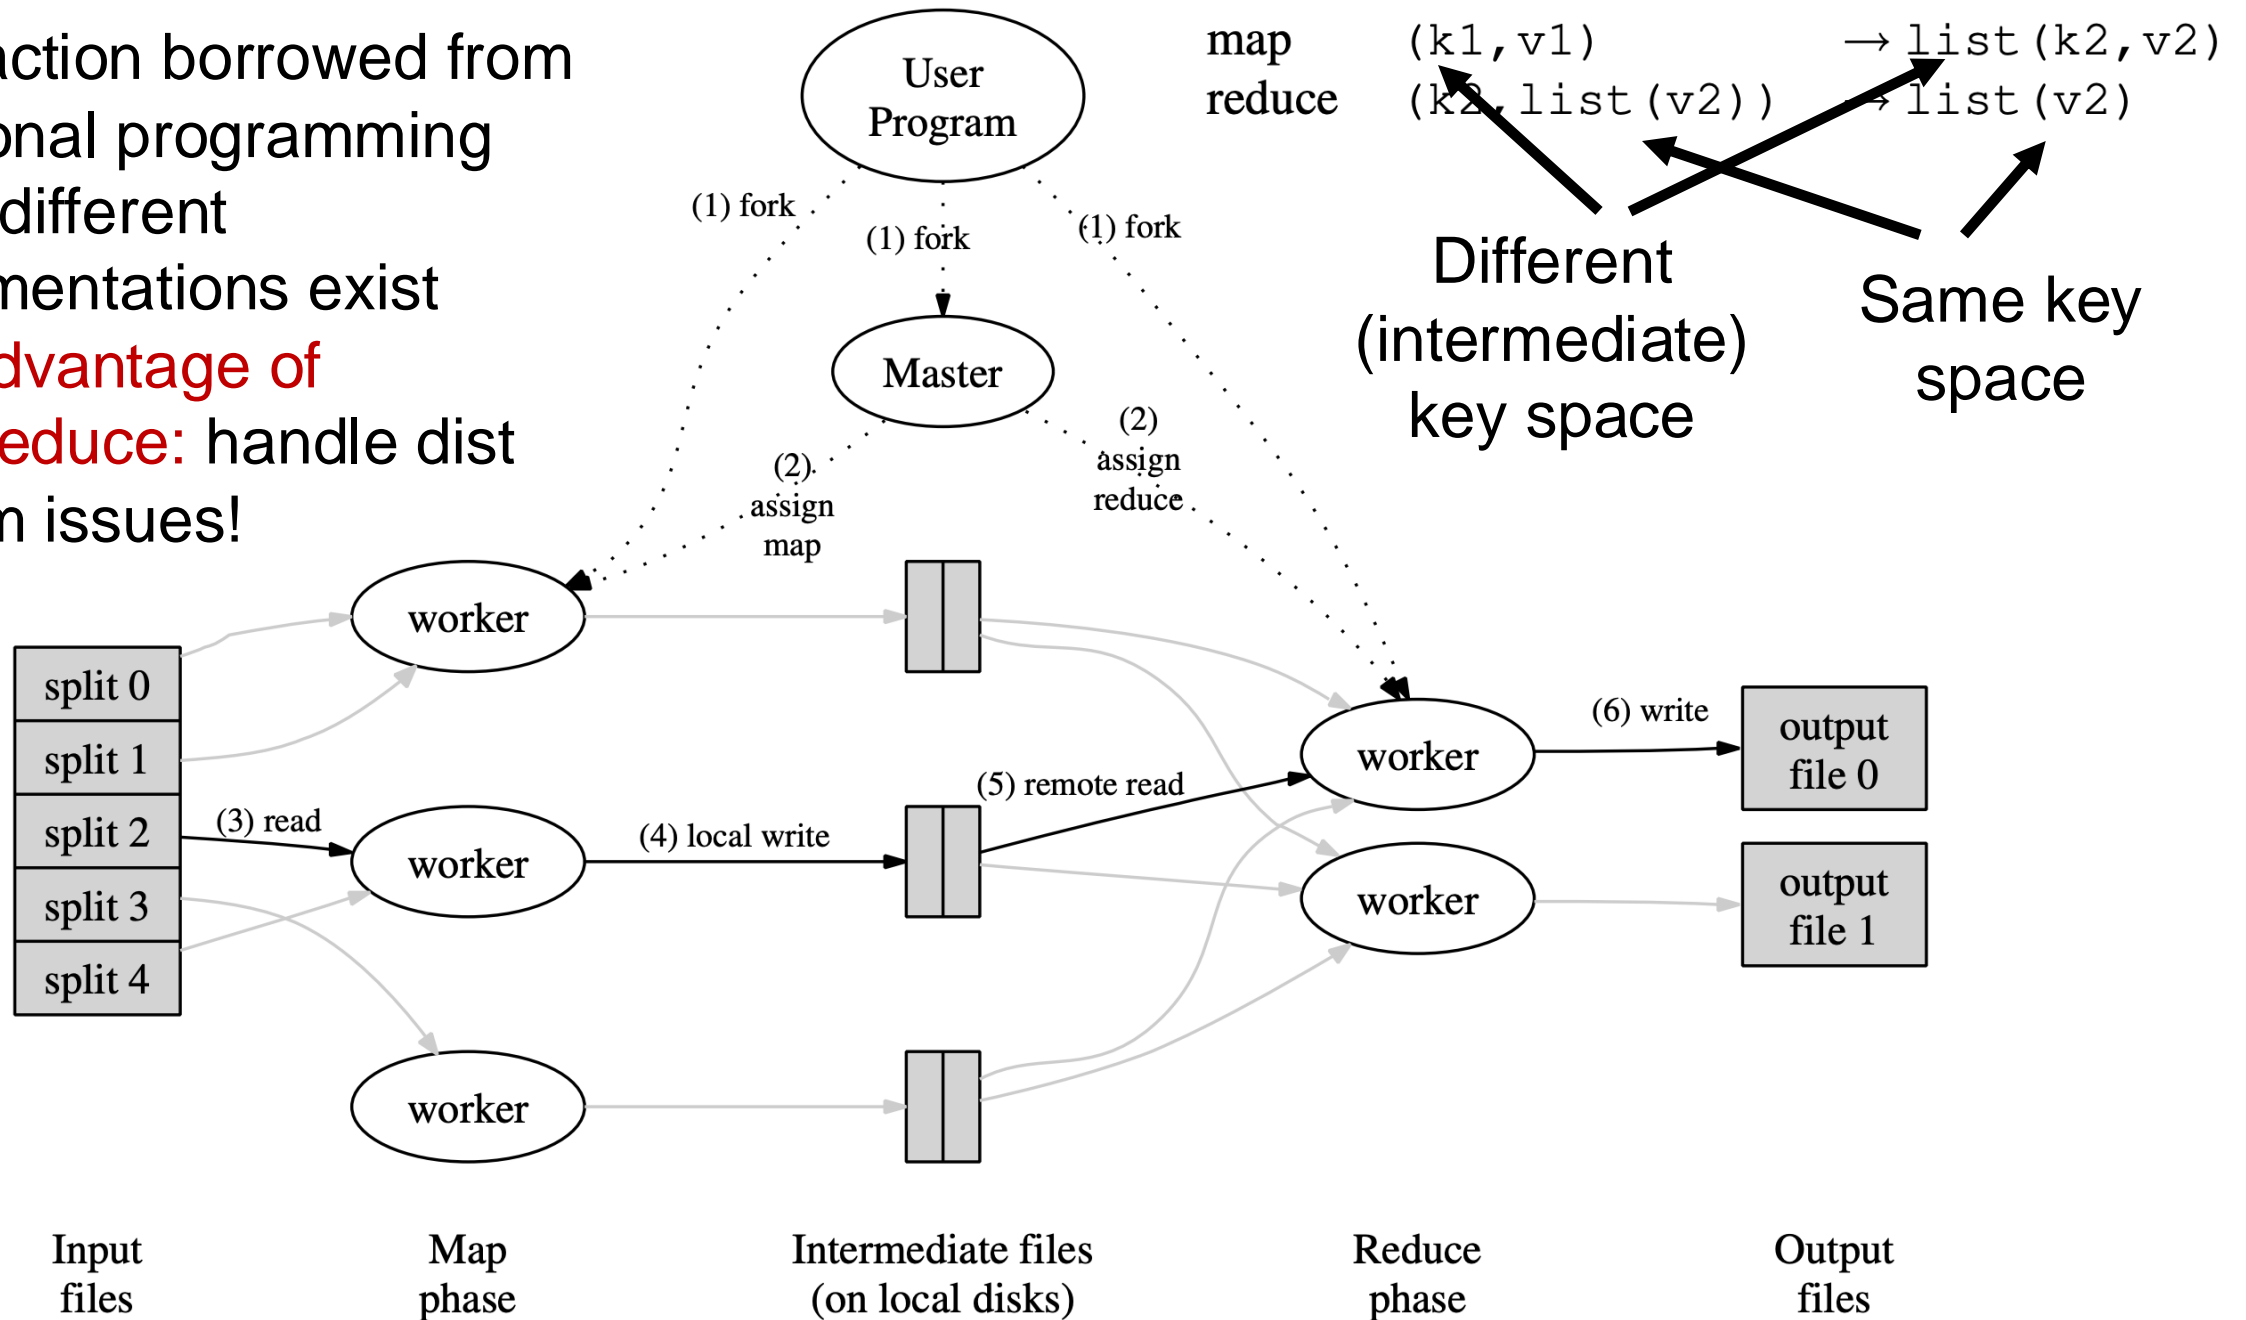 action borrowed from
onal programming
different
mentations exist
dvantage of
educe: handle dist
m issues!
User
Program
map (k1,v1) → list(k2,v2)
reduce (k2,list(v2)) → list(v2)
Different
(intermediate)
key space
Same key
space
(1) fork
(1) fork
(1) fork
Master
(2)
assign
map
(2)
assign
reduce
split 0
split 1
split 2
split 3
split 4
(3) read
worker
worker
worker
(4) local write
(5) remote read
worker
worker
(6) write
output
file 0
output
file 1
Input
files
Map
phase
Intermediate files
(on local disks)
Reduce
phase
Output
files